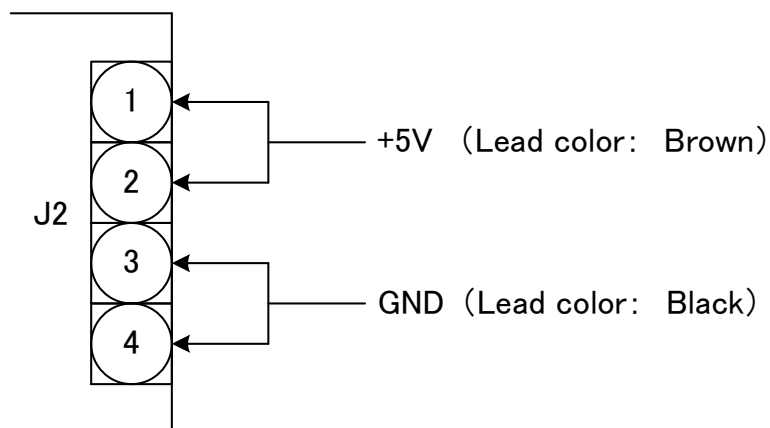 1
+5V （Lead color: Brown）
2
J2
3
GND （Lead color: Black）
4